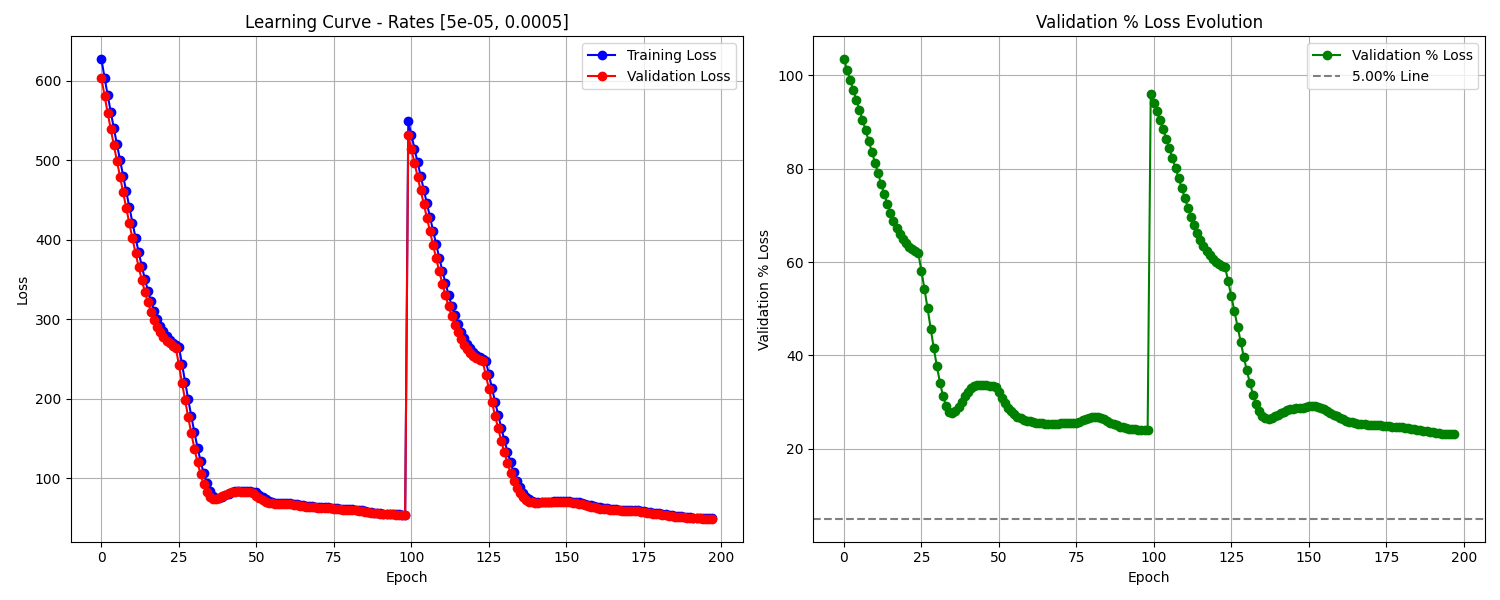 Learning Curve - Rates [5e-05, 0.0005]
Training Loss
Validation Loss
600
500
400
300
200
100
Loss
0
25
50
75
100
125
150
175
200
Epoch
Validation % Loss Evolution
Validation % Loss
5.00% Line
100
80
60
40
20
Validation % Loss
0
25
50
75
100
125
150
175
200
Epoch